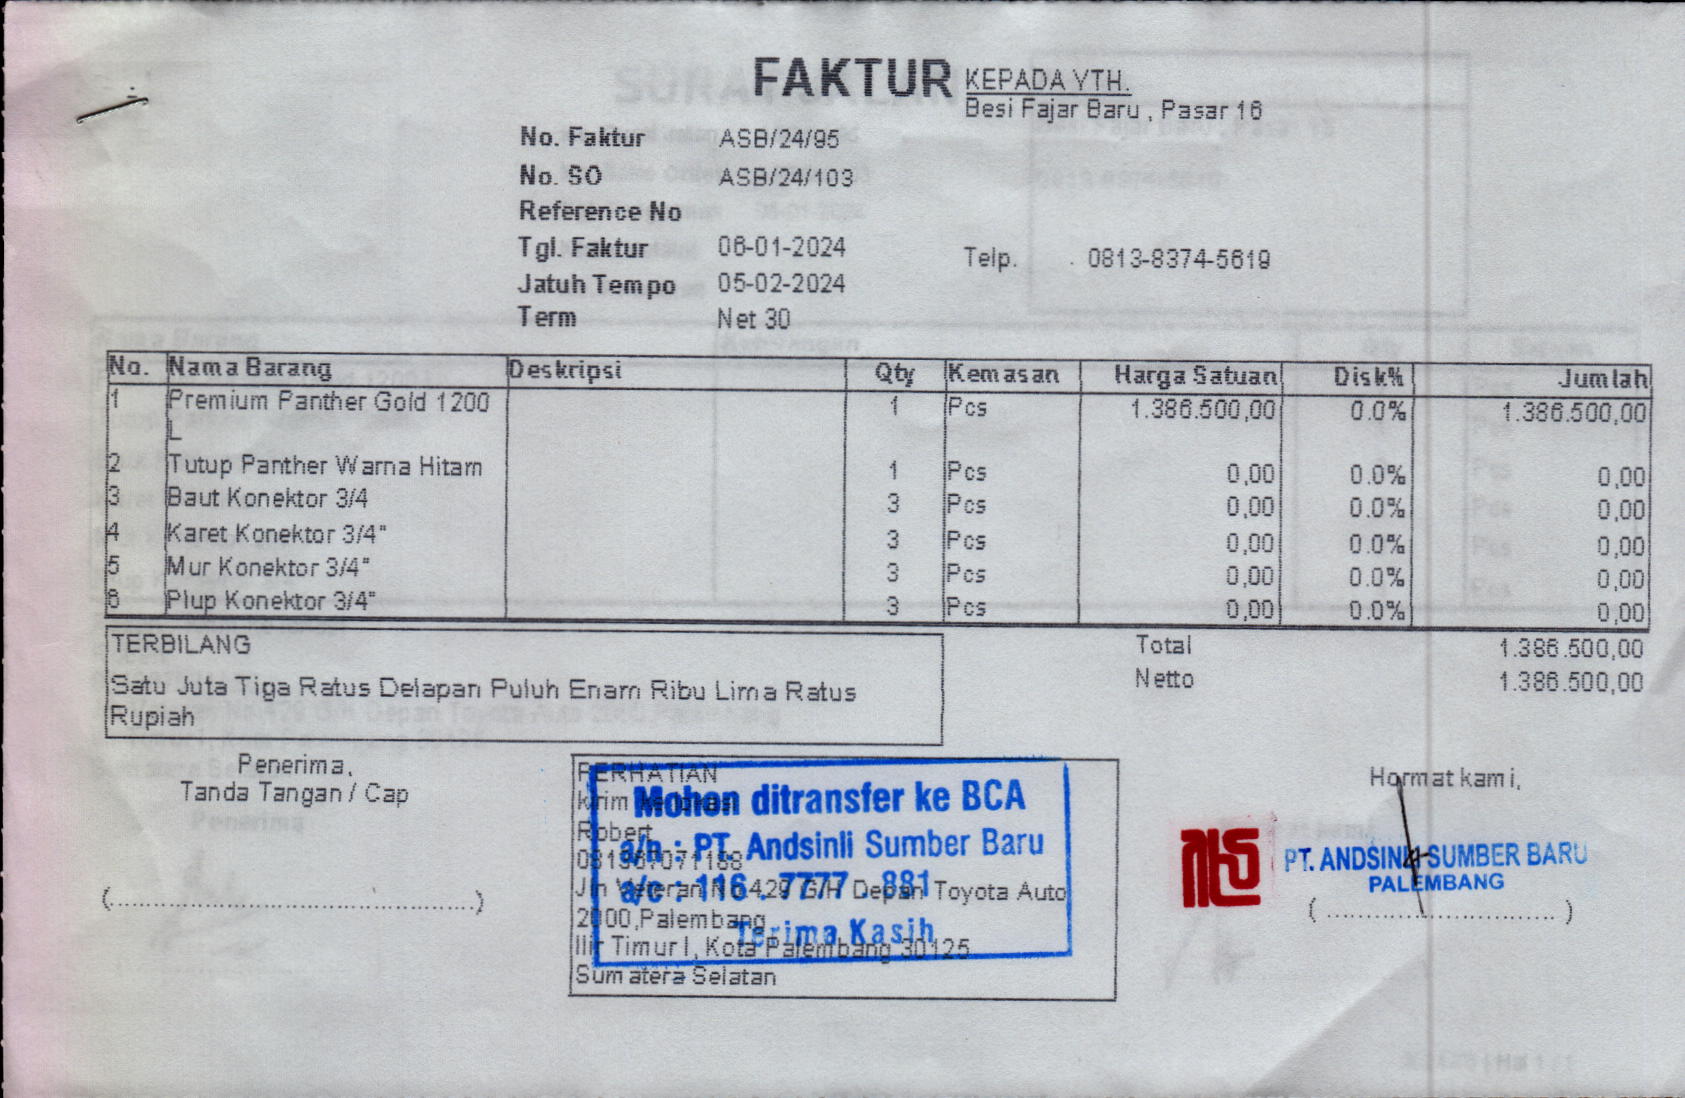 FAKTUR
KEPADA YTH.
Besi Fajar Baru , Pasar 16
No. Faktur ASB/24/95
No. SO ASB/24/103
Reference No
Tgl. Faktur 06-01-2024
Jatuh Tempo 05-02-2024
Term Net 30
Telp. 0813-8374-5619
No. Nama Barang Deskripsi Qty Kemasan Harga Satuan Disk% Jumlah
1 Premium Panther Gold 1200 1 Pcs 1.386.500,00 0.0% 1.386.500,00
L
2 Tutup Panther Warna Hitam 1 Pcs 0,00 0.0% 0,00
3 Baut Konektor 3/4 3 Pcs 0,00 0.0% 0,00
4 Karet Konektor 3/4" 3 Pcs 0,00 0.0% 0,00
5 Mur Konektor 3/4" 3 Pcs 0,00 0.0% 0,00
6 Plup Konektor 3/4" 3 Pcs 0,00 0.0% 0,00
TERBILANG
Satu Juta Tiga Ratus Delapan Puluh Enam Ribu Lima Ratus
Rupiah
Total 1.386.500,00
Netto 1.386.500,00
Penerima,
Tanda Tangan / Cap
(...........................................)
PERHATIAN
Kirim
Robert
Jln Veteran No 429 G/H Depan Toyota Auto
2000,Palembang
Ilir Timur I, Kota Palembang 30125
Sumatera Selatan
Mohon ditransfer ke BCA
a/n : PT. Andsinli Sumber Baru
a/c : 116 . 7777 . 881
Terima Kasih
Hormat kami,
PT. ANDSINLI SUMBER BARU
PALEMBANG
(...........................)